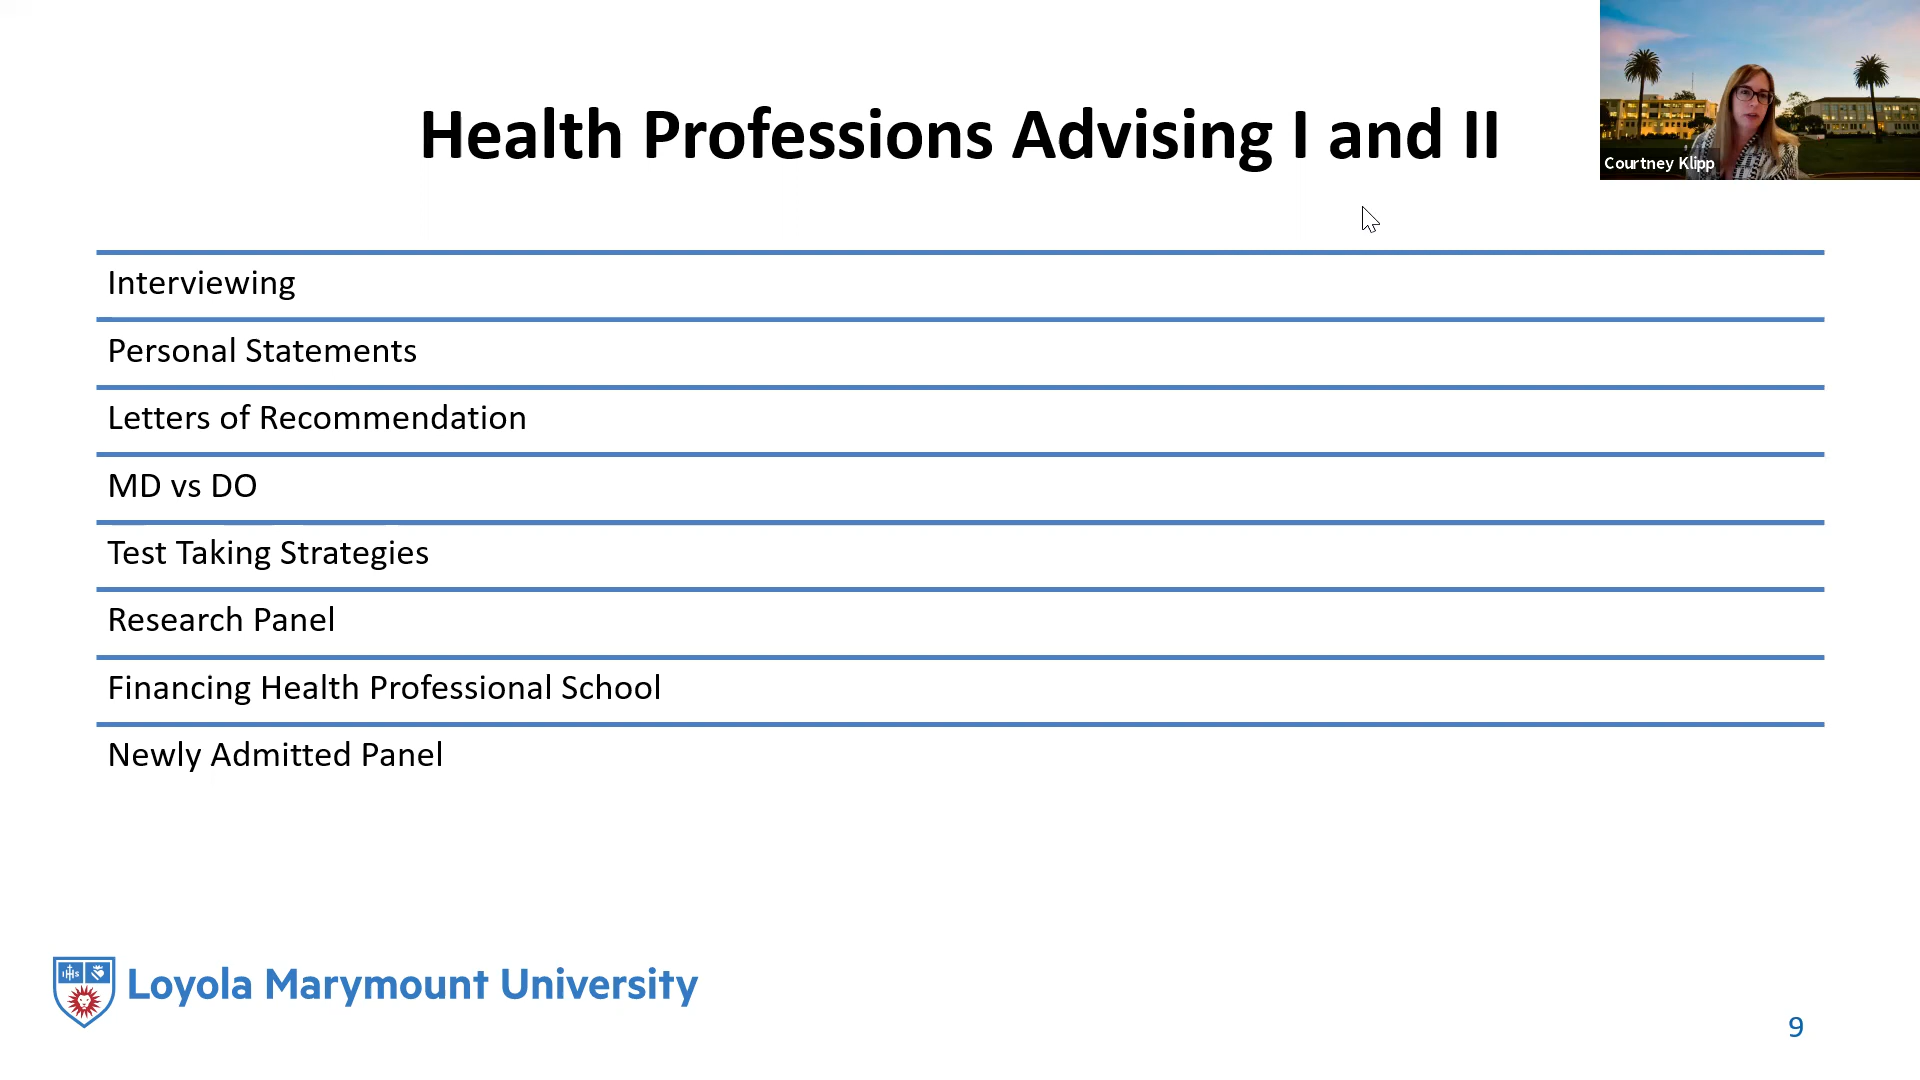 Health Professions Advising I and II
Courtney Klipp
Interviewing
Personal Statements
Letters of Recommendation
MD vs DO
Test Taking Strategies
Research Panel
Financing Health Professional School
Newly Admitted Panel
IHS
Loyola Marymount University
9